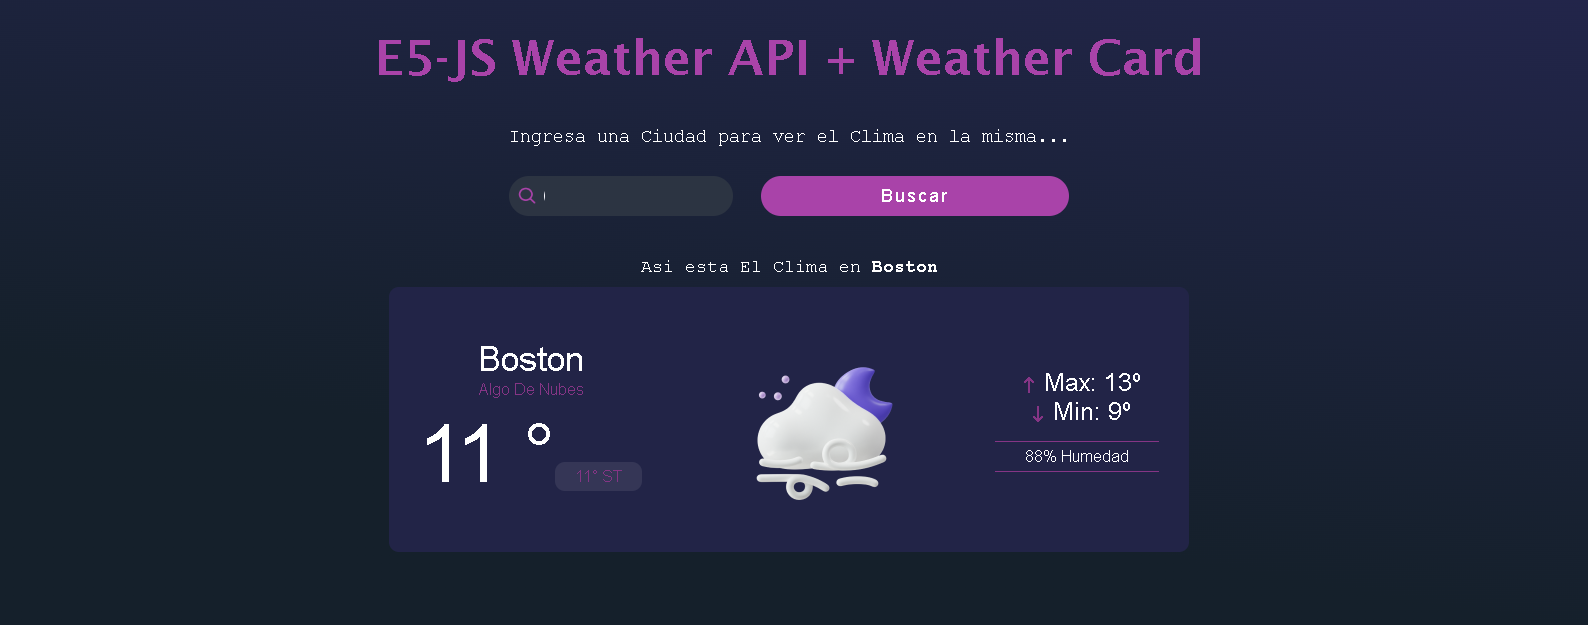 E5-JS Weather API + Weather Card
Ingresa una Ciudad para ver el Clima en la misma...
Buscar
Asi esta El Clima en Boston
Boston
Algo De Nubes
11 °
11° ST
↑ Max: 13º
↓ Min: 9º
88% Humedad